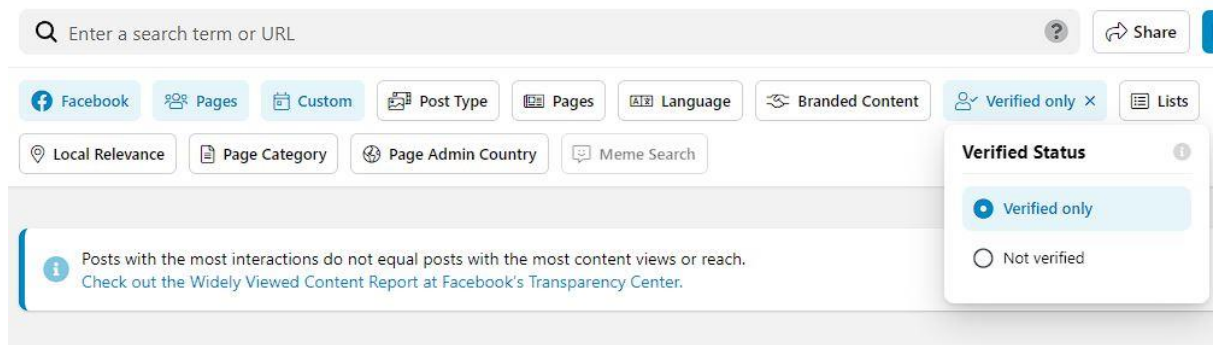 Enter a search term or URL
? Share
Facebook Pages Custom Post Type Pages Language Branded Content Verified only × Lists
Local Relevance Page Category Page Admin Country Meme Search
Verified Status
Verified only
Not verified
Posts with the most interactions do not equal posts with the most content views or reach.
Check out the Widely Viewed Content Report at Facebook's Transparency Center.